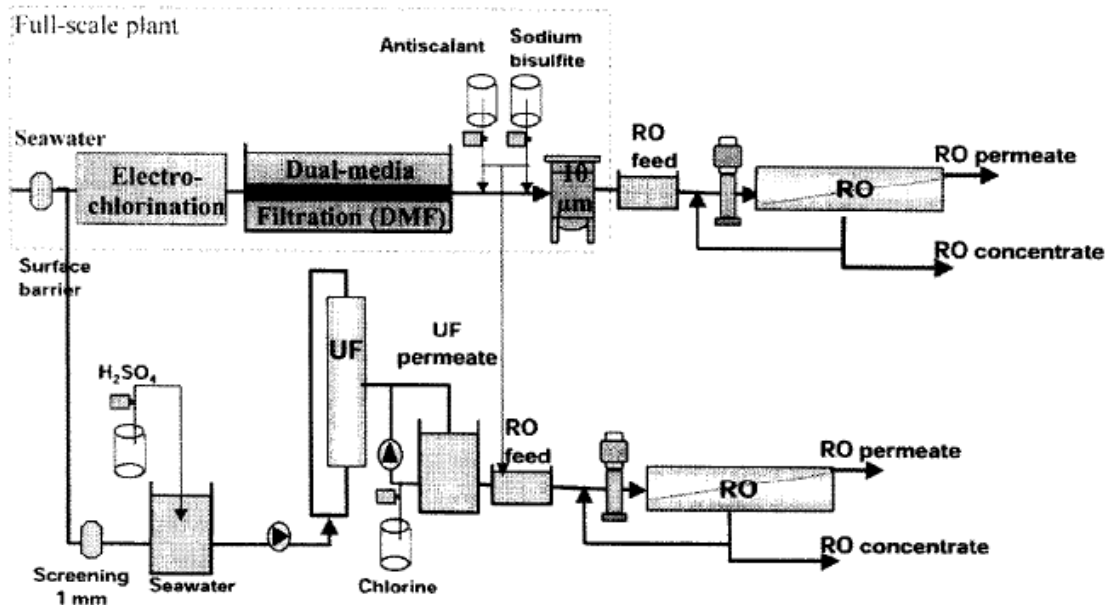 Full-scale plant
Antiscalant
Sodium
bisulfite
Seawater
Electro-
chlorination
Dual-media
Filtration (DMF)
10
µm
RO
feed
RO
RO permeate
RO concentrate
Surface
barrier
H₂SO₄
UF
UF
permeate
RO
feed
RO
RO permeate
RO concentrate
Screening
1 mm
Seawater
Chlorine